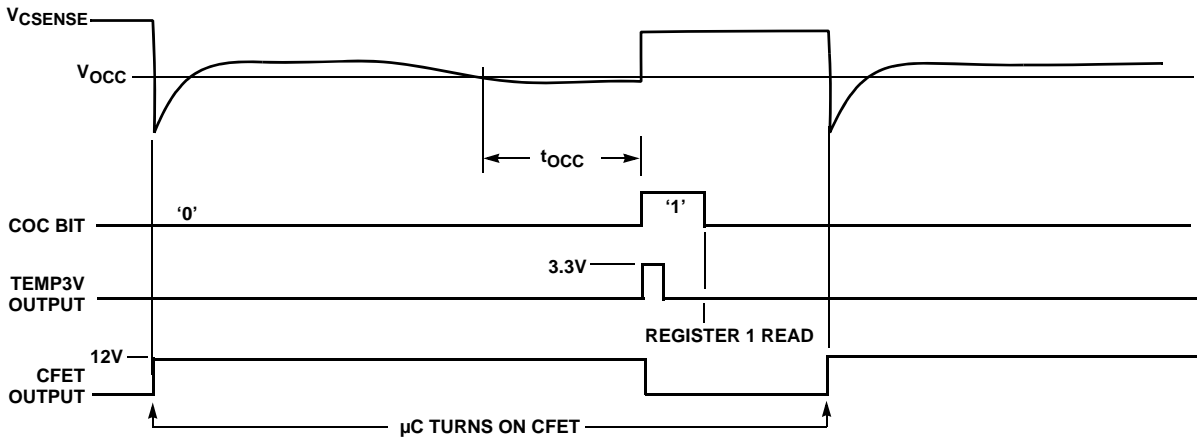 VCSENSE
VOCC
tOCC
COC BIT
‘0’
‘1’
3.3V
TEMP3V
OUTPUT
REGISTER 1 READ
12V
CFET
OUTPUT
µC TURNS ON CFET